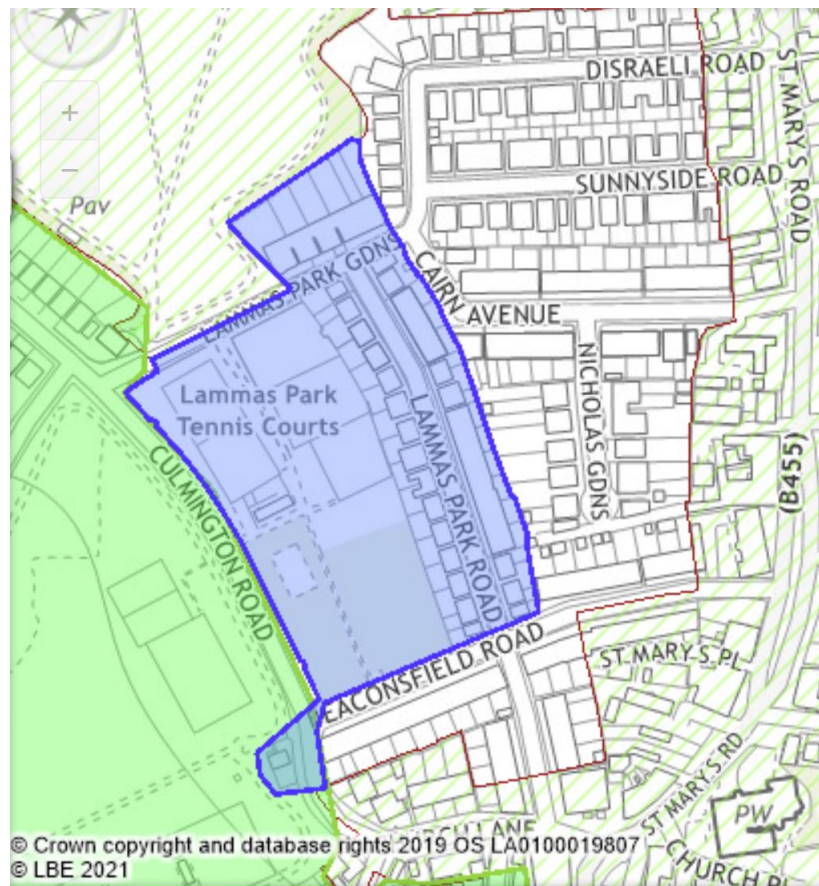 +
−
Pav
DISRAELI ROAD
ST MARY'S ROAD
SUNNYSIDE ROAD
LAMMAS PARK GDNS
CAIRN AVENUE
NICHOLAS GDNS
Lammas Park
Tennis Courts
LAMMAS PARK ROAD
(B455)
CULMINGTON ROAD
EACONSFIELD ROAD
ST MARY S PL
ST MARY S RD
PW
LANE
CHURCH PL
© Crown copyright and database rights 2019 OS LA0100019807
© LBE 2021